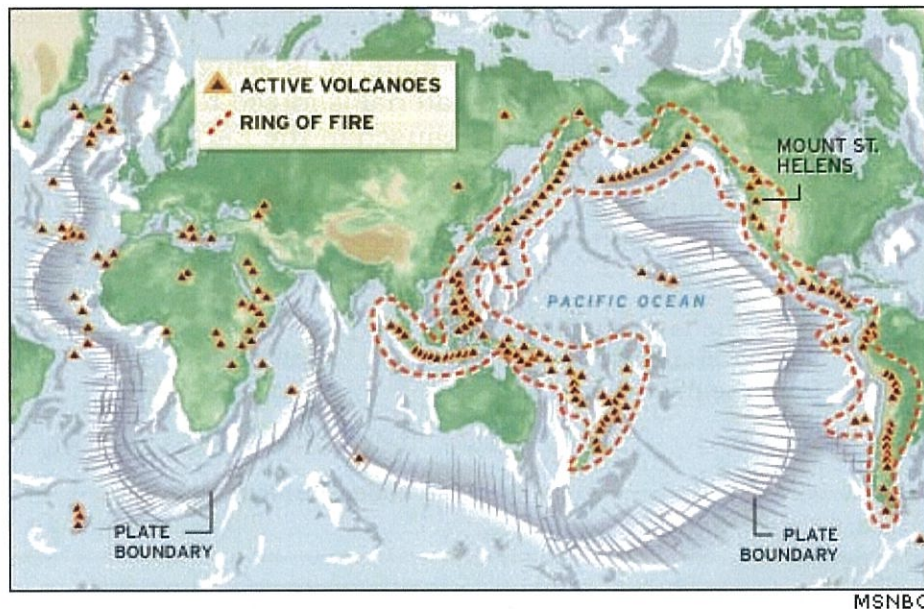 ACTIVE VOLCANOES
RING OF FIRE
MOUNT ST.
HELENS
PACIFIC OCEAN
PLATE
BOUNDARY
PLATE
BOUNDARY
MSNBC